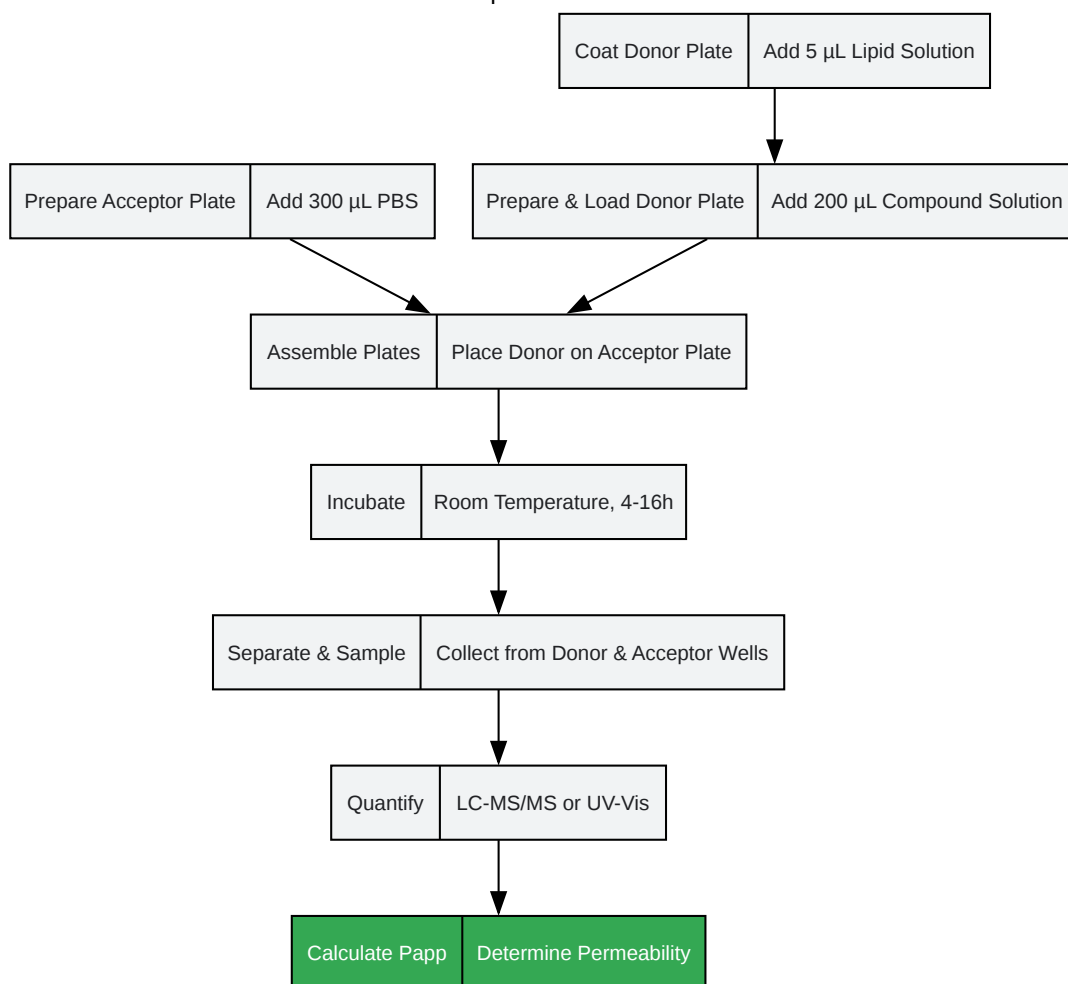 Coat Donor Plate
Add 5 µL Lipid Solution
Prepare Acceptor Plate
Add 300 µL PBS
Prepare & Load Donor Plate
Add 200 µL Compound Solution
Assemble Plates
Place Donor on Acceptor Plate
Incubate
Room Temperature, 4-16h
Separate & Sample
Collect from Donor & Acceptor Wells
Quantify
LC-MS/MS or UV-Vis
Calculate Papp
Determine Permeability